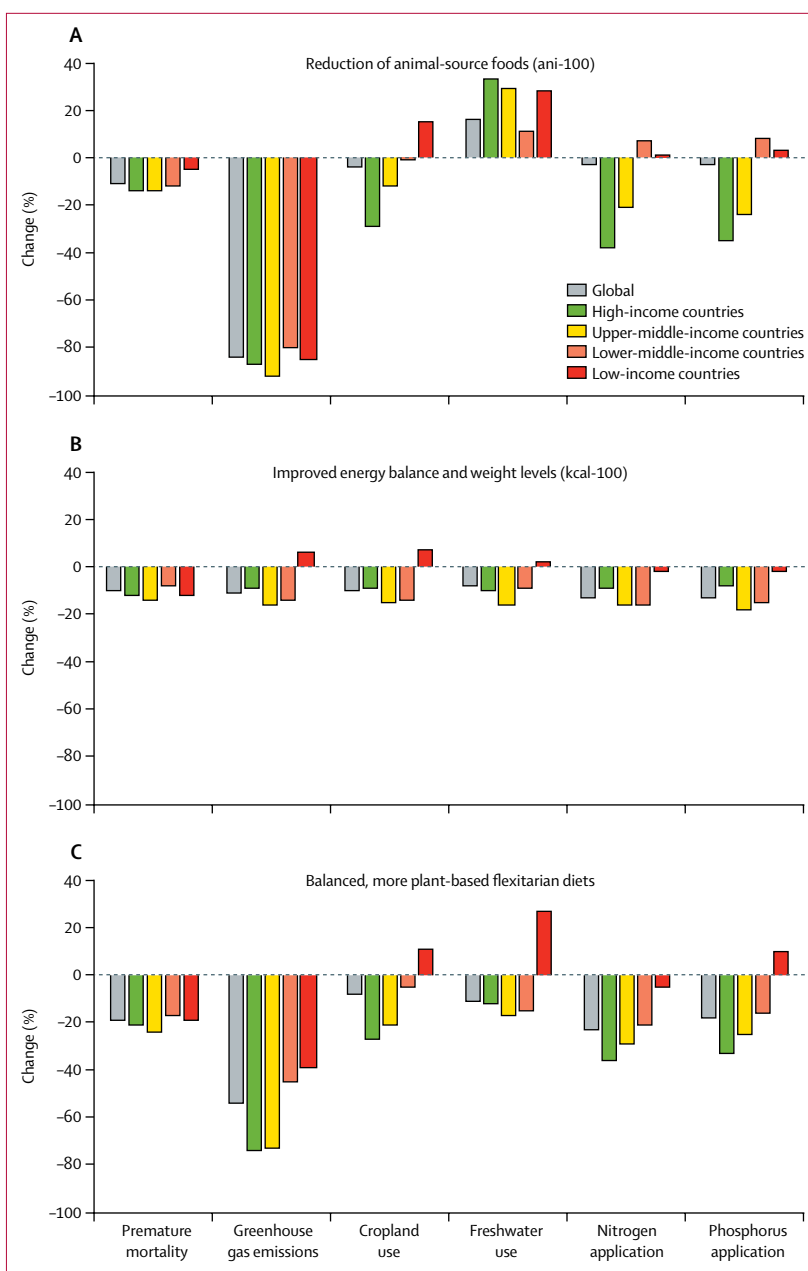 A
Reduction of animal-source foods (ani-100)
40
20
0
–20
–40
–60
–80
–100
Change (%)
Global
High-income countries
Upper-middle-income countries
Lower-middle-income countries
Low-income countries
B
Improved energy balance and weight levels (kcal-100)
40
20
0
–20
–40
–60
–80
–100
Change (%)
C
Balanced, more plant-based flexitarian diets
40
20
0
–20
–40
–60
–80
–100
Change (%)
Premature
mortality
Greenhouse
gas emissions
Cropland
use
Freshwater
use
Nitrogen
application
Phosphorus
application